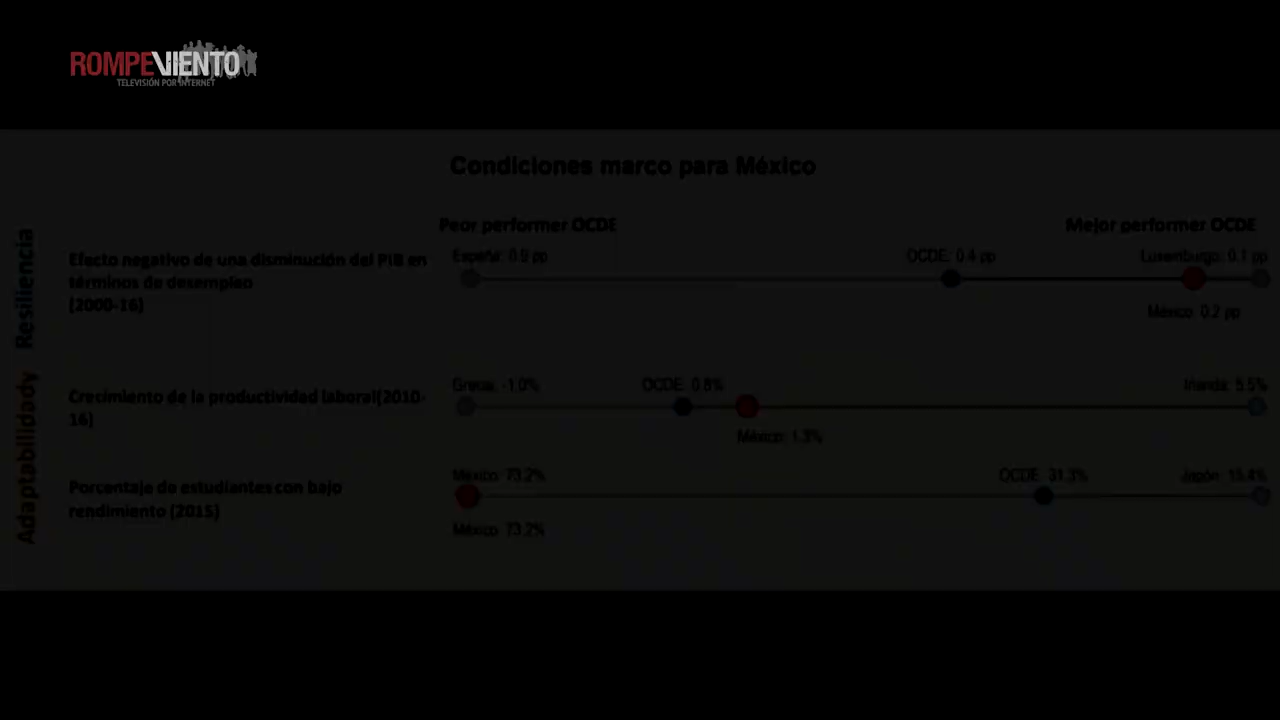 ROMPEVIENTO
TELEVISIÓN POR INTERNET
Condiciones marco para México
Peor performer OCDE
Mejor performer OCDE
Resiliencia
Efecto negativo de una disminución del PIB en
términos de desempleo
(2000-16)
España: 0.9 pp
OCDE: 0.4 pp
Luxemburgo: 0.1 pp
México: 0.2 pp
Adaptabilidady
Crecimiento de la productividad laboral(2010-
16)
Grecia: -1.0%
OCDE: 0.8%
Irlanda: 5.5%
México: 1.3%
Porcentaje de estudiantes con bajo
rendimiento (2015)
México: 73.2%
OCDE: 31.3%
Japón: 15.4%
México: 73.2%